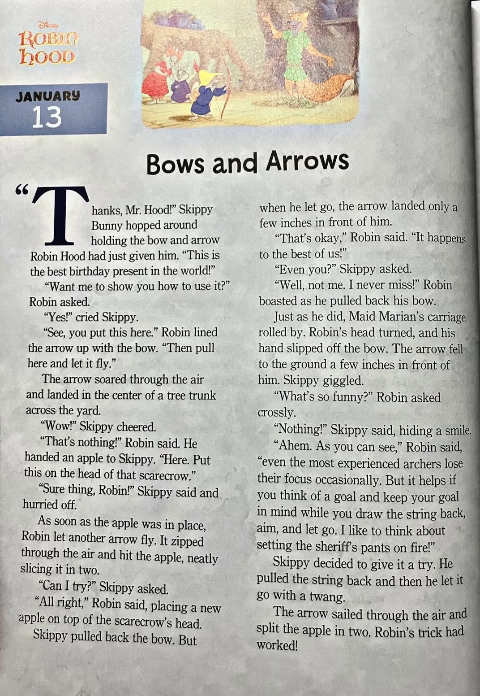 Disney
ROBIN
HOOD
JANUARY
13
Bows and Arrows
"Thanks, Mr. Hood!" Skippy
Bunny hopped around
holding the bow and arrow
Robin Hood had just given him. "This is
the best birthday present in the world!"
"Want me to show you how to use it?"
Robin asked.
"Yes!" cried Skippy.
"See, you put this here." Robin lined
the arrow up with the bow. "Then pull
here and let it fly."
The arrow soared through the air
and landed in the center of a tree trunk
across the yard.
"Wow!" Skippy cheered.
"That's nothing!" Robin said. He
handed an apple to Skippy. "Here. Put
this on the head of that scarecrow."
"Sure thing, Robin!" Skippy said and
hurried off.
As soon as the apple was in place,
Robin let another arrow fly. It zipped
through the air and hit the apple, neatly
slicing it in two.
"Can I try?" Skippy asked.
"All right," Robin said, placing a new
apple on top of the scarecrow's head.
Skippy pulled back the bow. But
when he let go, the arrow landed only a
few inches in front of him.
"That's okay," Robin said. "It happens
to the best of us!"
"Even you?" Skippy asked.
"Well, not me. I never miss!" Robin
boasted as he pulled back his bow.
Just as he did, Maid Marian's carriage
rolled by. Robin's head turned, and his
hand slipped off the bow. The arrow fell
to the ground a few inches in front of
him. Skippy giggled.
"What's so funny?" Robin asked
crossly.
"Nothing!" Skippy said, hiding a smile.
"Ahem. As you can see," Robin said,
"even the most experienced archers lose
their focus occasionally. But it helps if
you think of a goal and keep your goal
in mind while you draw the string back,
aim, and let go. I like to think about
setting the sheriff's pants on fire!"
Skippy decided to give it a try. He
pulled the string back and then he let it
go with a twang.
The arrow sailed through the air and
split the apple in two. Robin's trick had
worked!